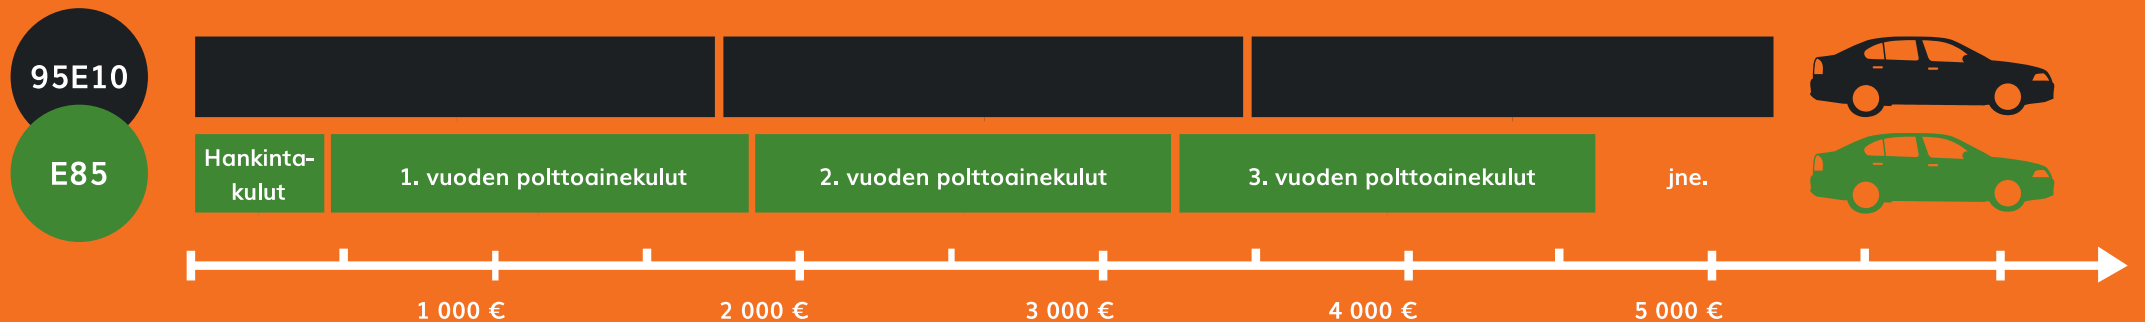 95E10
E85
Hankinta-
kulut
1. vuoden polttoainekulut
2. vuoden polttoainekulut
3. vuoden polttoainekulut
jne.
1 000 €
2 000 €
3 000 €
4 000 €
5 000 €